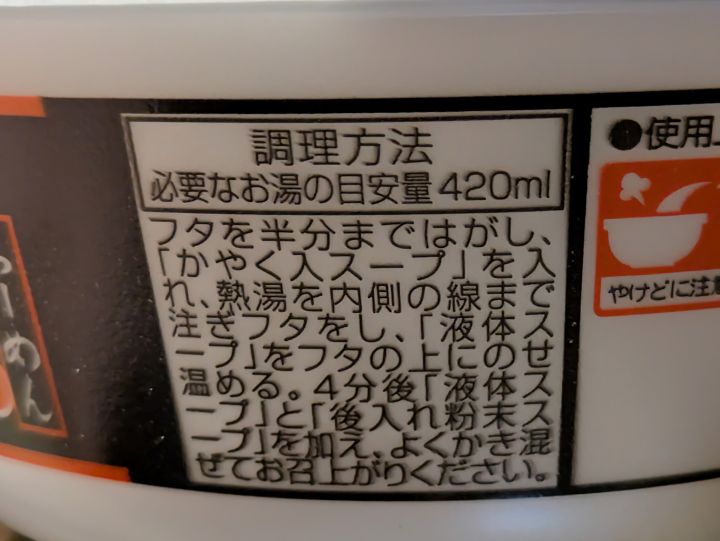 調理方法
必要なお湯の目安量 420ml
フタを半分まではがし、
「かやく入スープ」を入
れ、熱湯を内側の線まで
注ぎフタをし、「液体ス
ープ」をフタの上にのせ
温める。4分後「液体ス
ープ」と「後入れ粉末ス
ープ」を加え、よくかき混
ぜてお召上がりください。
●使用上
やけどに注意
らーめん